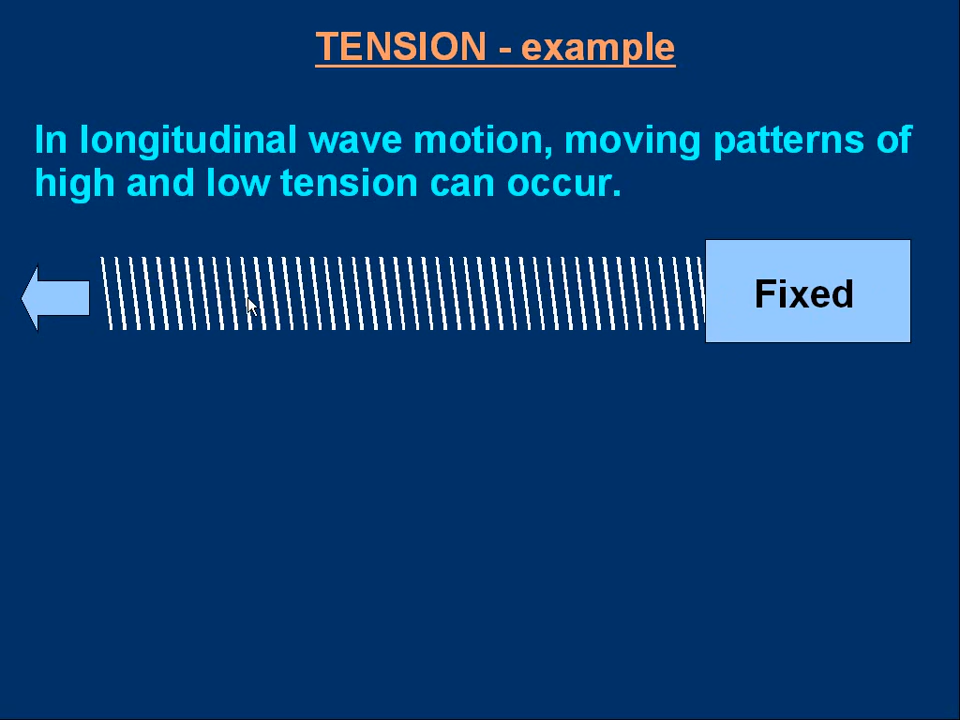 TENSION - example
In longitudinal wave motion, moving patterns of
high and low tension can occur.
Fixed